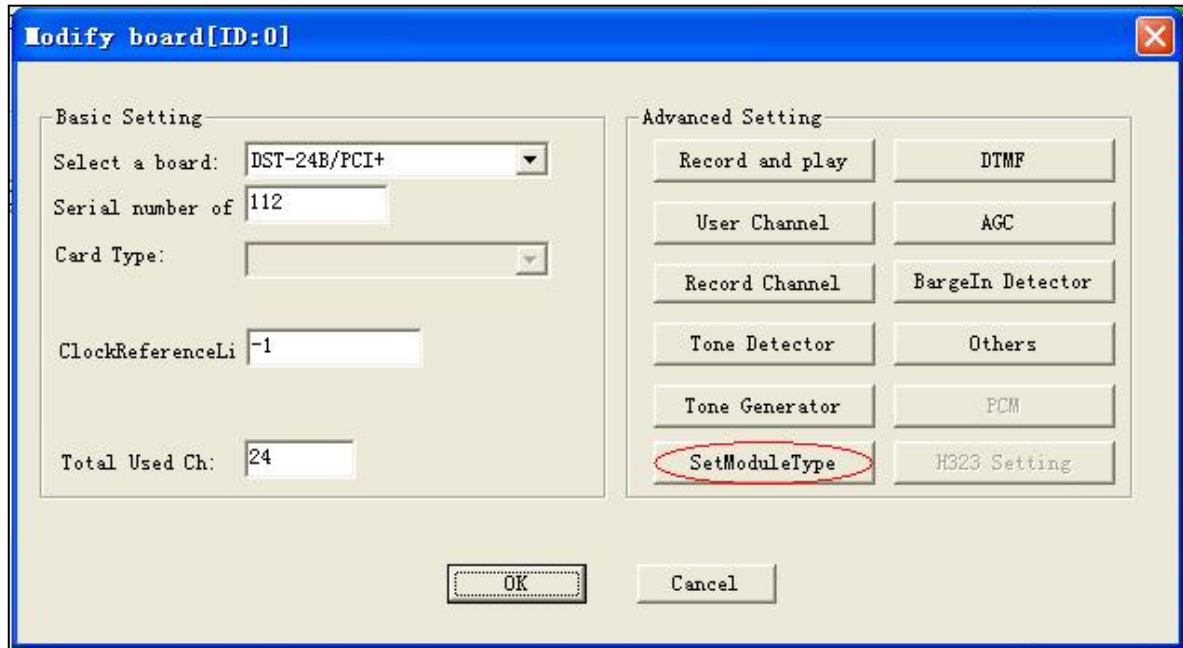 Modify board[ID:0]
Basic Setting
Select a board: DST-24B/PCI+
Serial number of 112
Card Type:
ClockReferenceLi -1
Total Used Ch: 24
Advanced Setting
Record and play DTMF
User Channel AGC
Record Channel BargeIn Detector
Tone Detector Others
Tone Generator PCM
SetModuleType H323 Setting
OK Cancel